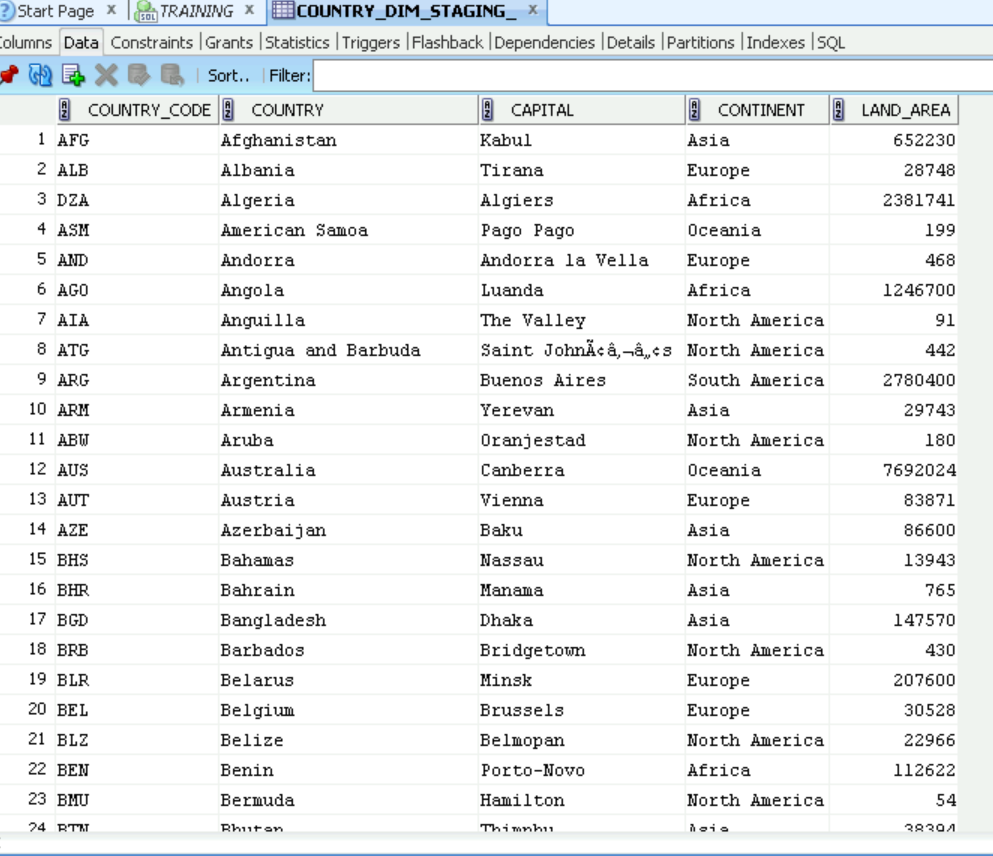 Start Page TRAINING COUNTRY_DIM_STAGING_
Columns Data Constraints Grants Statistics Triggers Flashback Dependencies Details Partitions Indexes SQL
Sort.. Filter:
COUNTRY_CODE COUNTRY CAPITAL CONTINENT LAND_AREA
1 AFG Afghanistan Kabul Asia 652230
2 ALB Albania Tirana Europe 28748
3 DZA Algeria Algiers Africa 2381741
4 ASM American Samoa Pago Pago Oceania 199
5 AND Andorra Andorra la Vella Europe 468
6 AGO Angola Luanda Africa 1246700
7 AIA Anguilla The Valley North America 91
8 ATG Antigua and Barbuda Saint JohnÃ¢â‚¬â„¢s North America 442
9 ARG Argentina Buenos Aires South America 2780400
10 ARM Armenia Yerevan Asia 29743
11 ABW Aruba Oranjestad North America 180
12 AUS Australia Canberra Oceania 7692024
13 AUT Austria Vienna Europe 83871
14 AZE Azerbaijan Baku Asia 86600
15 BHS Bahamas Nassau North America 13943
16 BHR Bahrain Manama Asia 765
17 BGD Bangladesh Dhaka Asia 147570
18 BRB Barbados Bridgetown North America 430
19 BLR Belarus Minsk Europe 207600
20 BEL Belgium Brussels Europe 30528
21 BLZ Belize Belmopan North America 22966
22 BEN Benin Porto-Novo Africa 112622
23 BMU Bermuda Hamilton North America 54
24 BTN Bhutan Thimphu Asia 38394